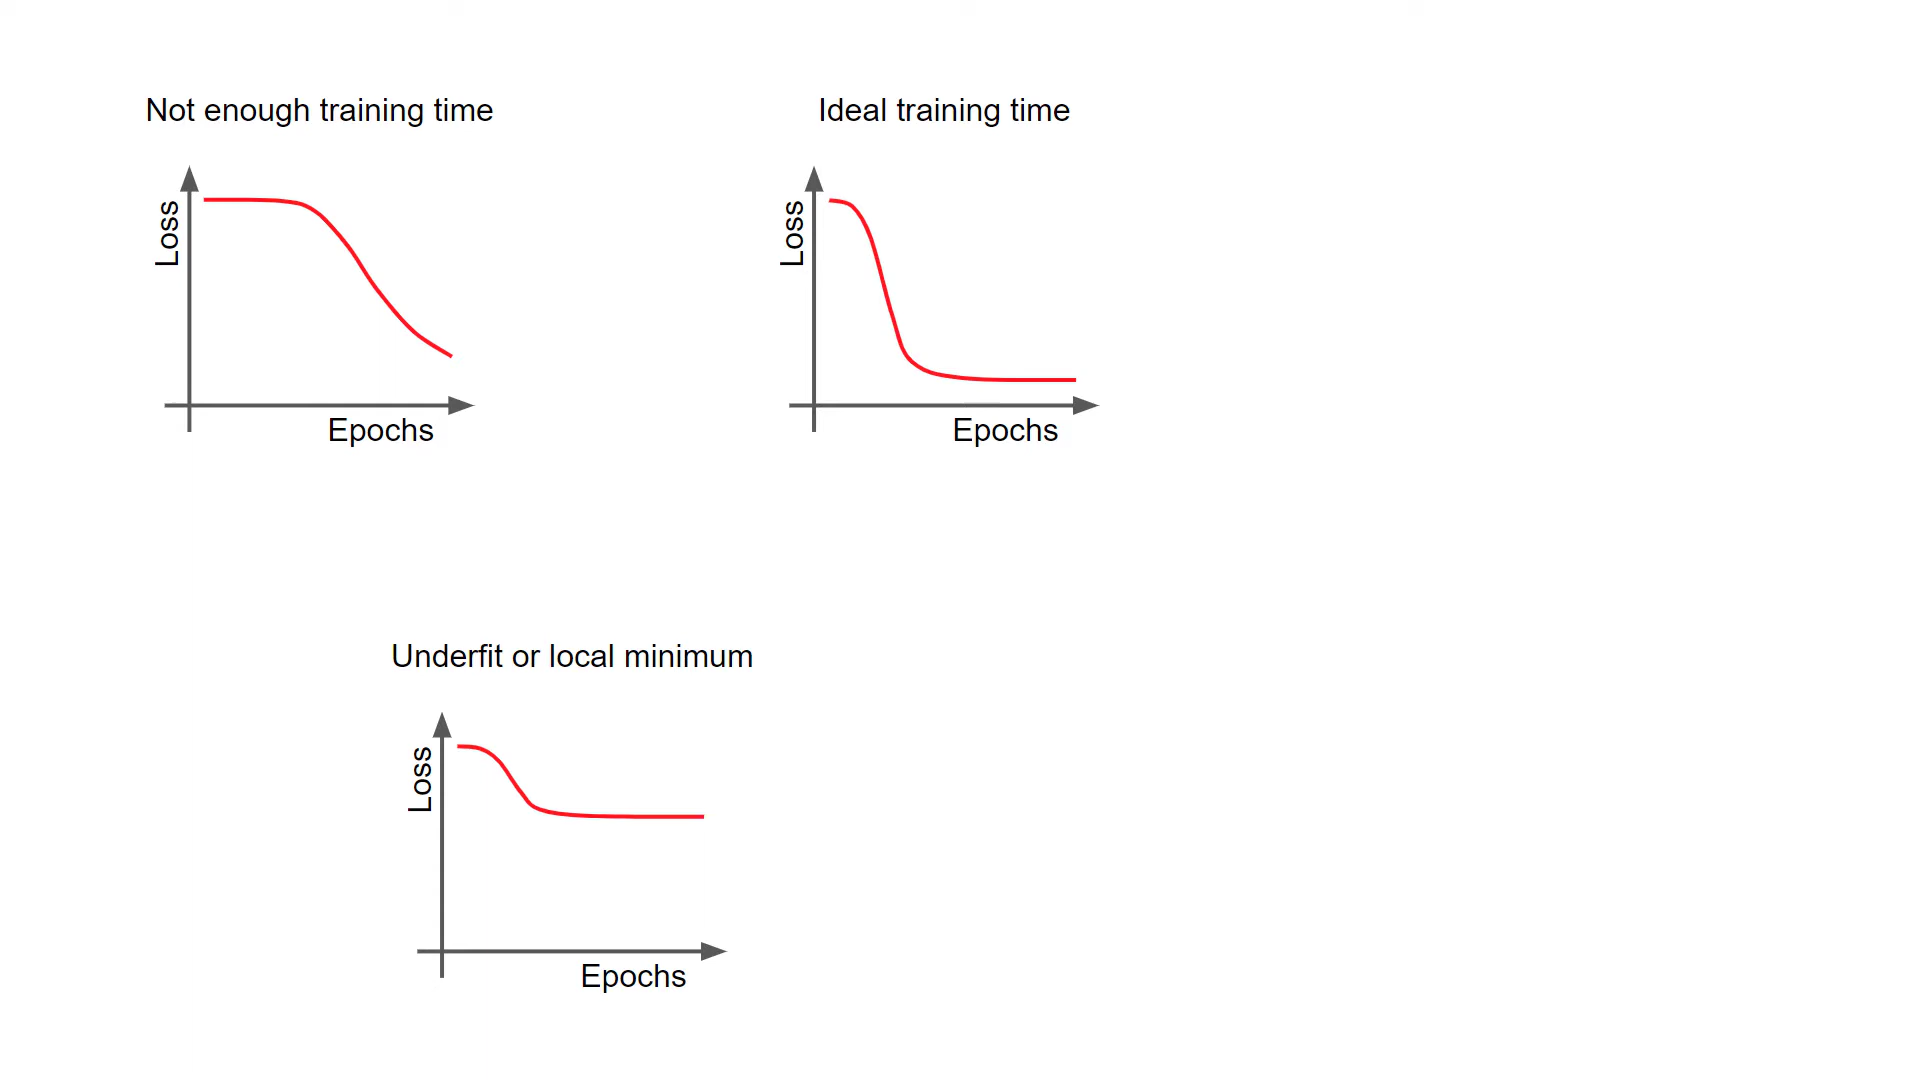 Not enough training time
Loss
Epochs
Ideal training time
Loss
Epochs
Underfit or local minimum
Loss
Epochs